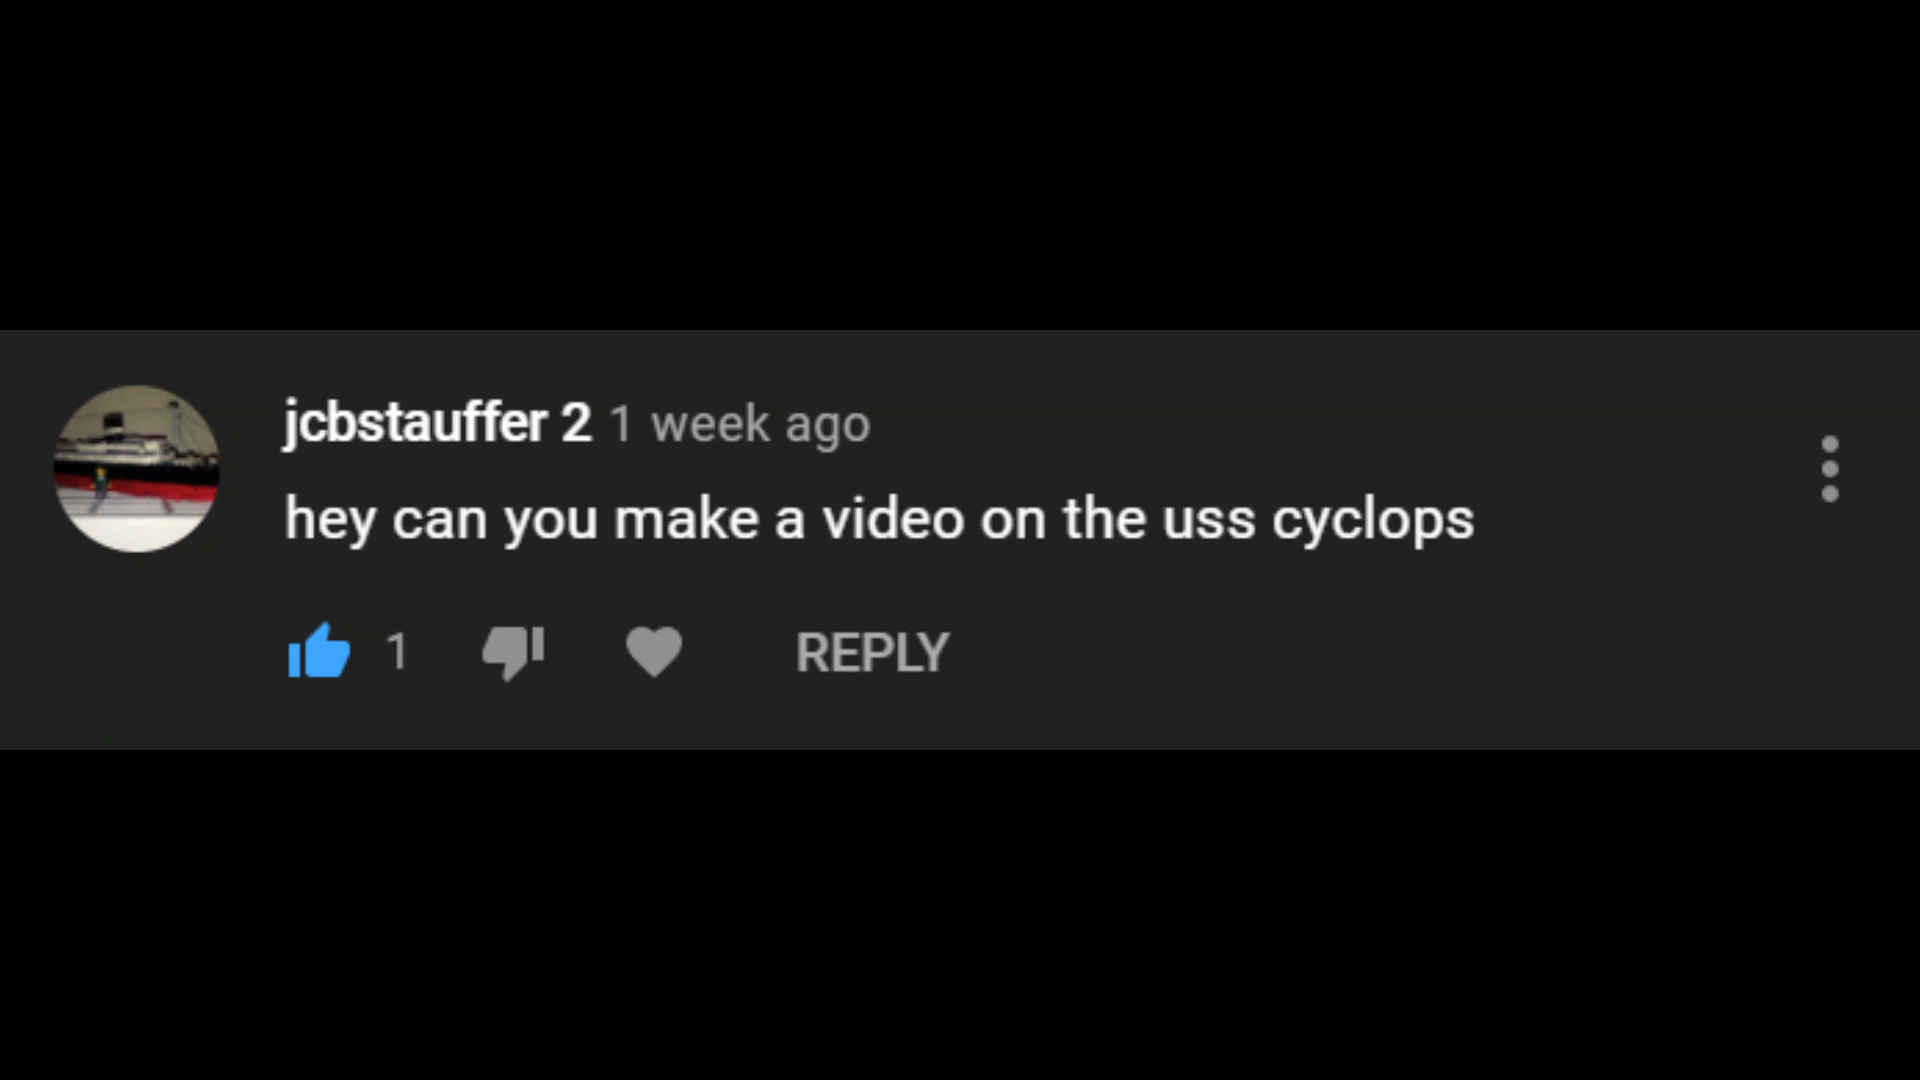 jcbstauffer 2 1 week ago
hey can you make a video on the uss cyclops
1 REPLY